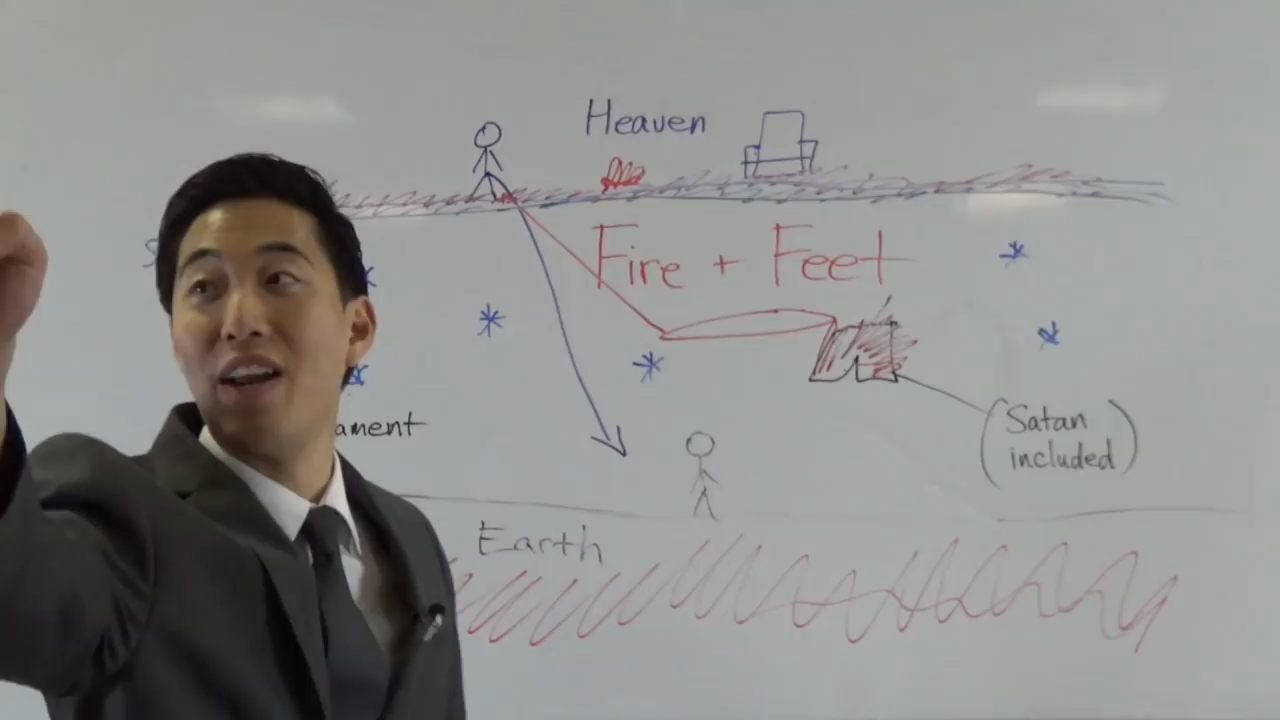 Heaven
Fire + Feet
(Satan
included)
ament
Earth